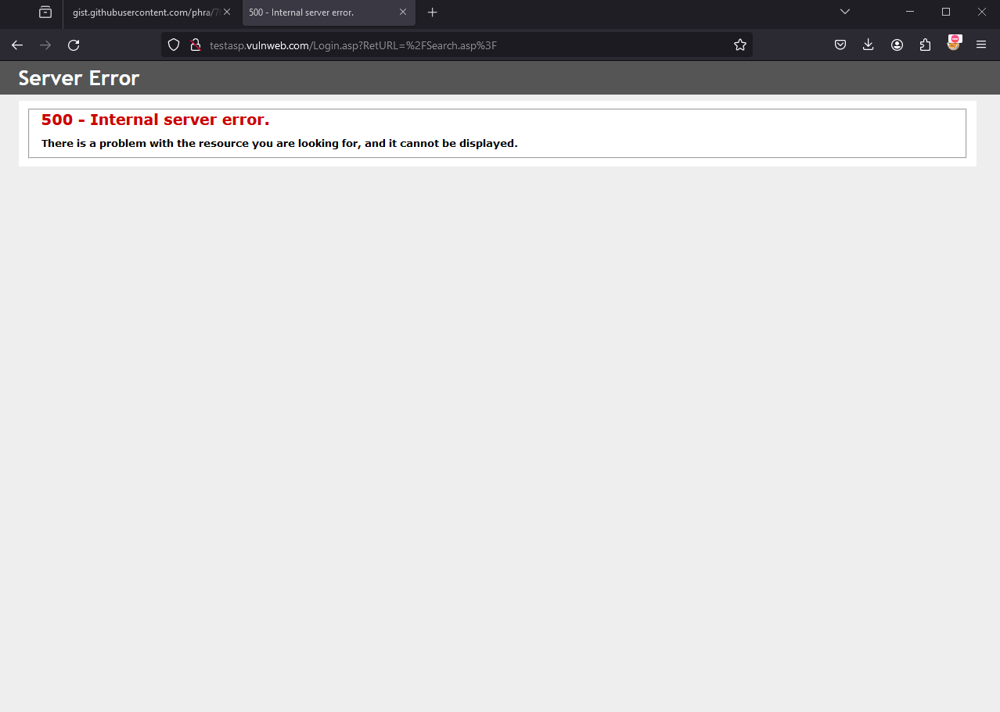 gist.githubusercontent.com/phra/7
500 - Internal server error.
testasp.vulnweb.com/Login.asp?RetURL=%2FSearch.asp%3F
Server Error
500 - Internal server error.
There is a problem with the resource you are looking for, and it cannot be displayed.